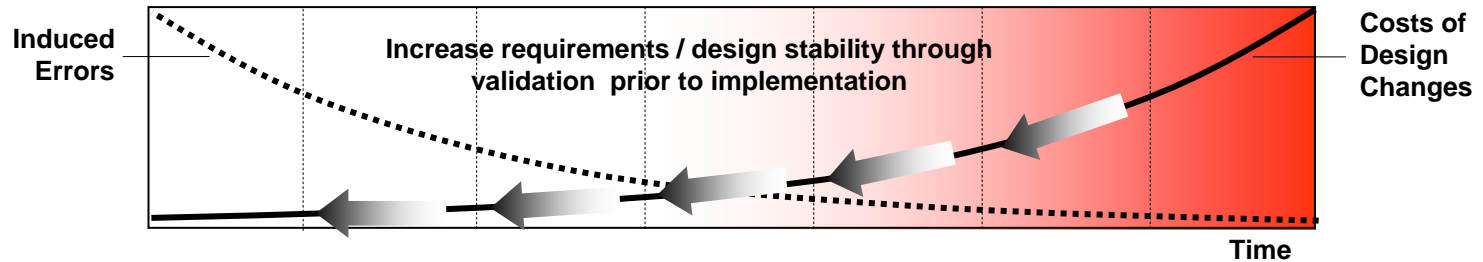 Induced
Errors
Increase requirements / design stability through
validation prior to implementation
Costs of
Design
Changes
Time